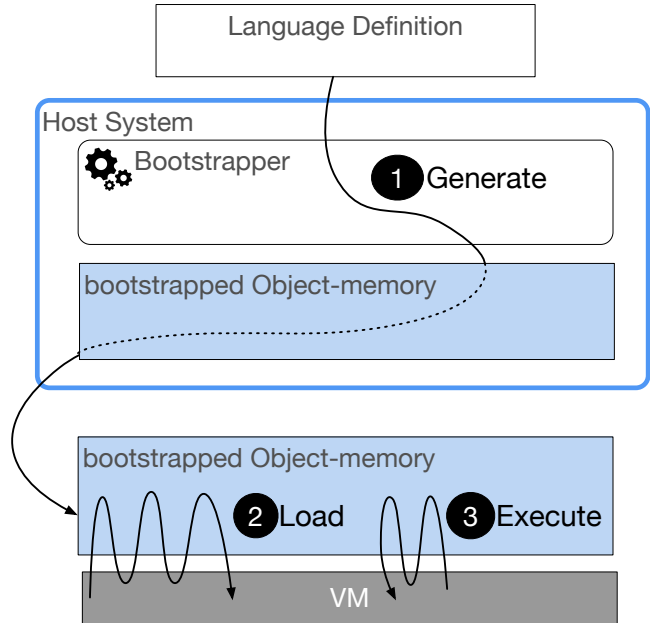 Language Definition
Host System
Bootstrapper
1 Generate
bootstrapped Object-memory
bootstrapped Object-memory
2 Load
3 Execute
VM